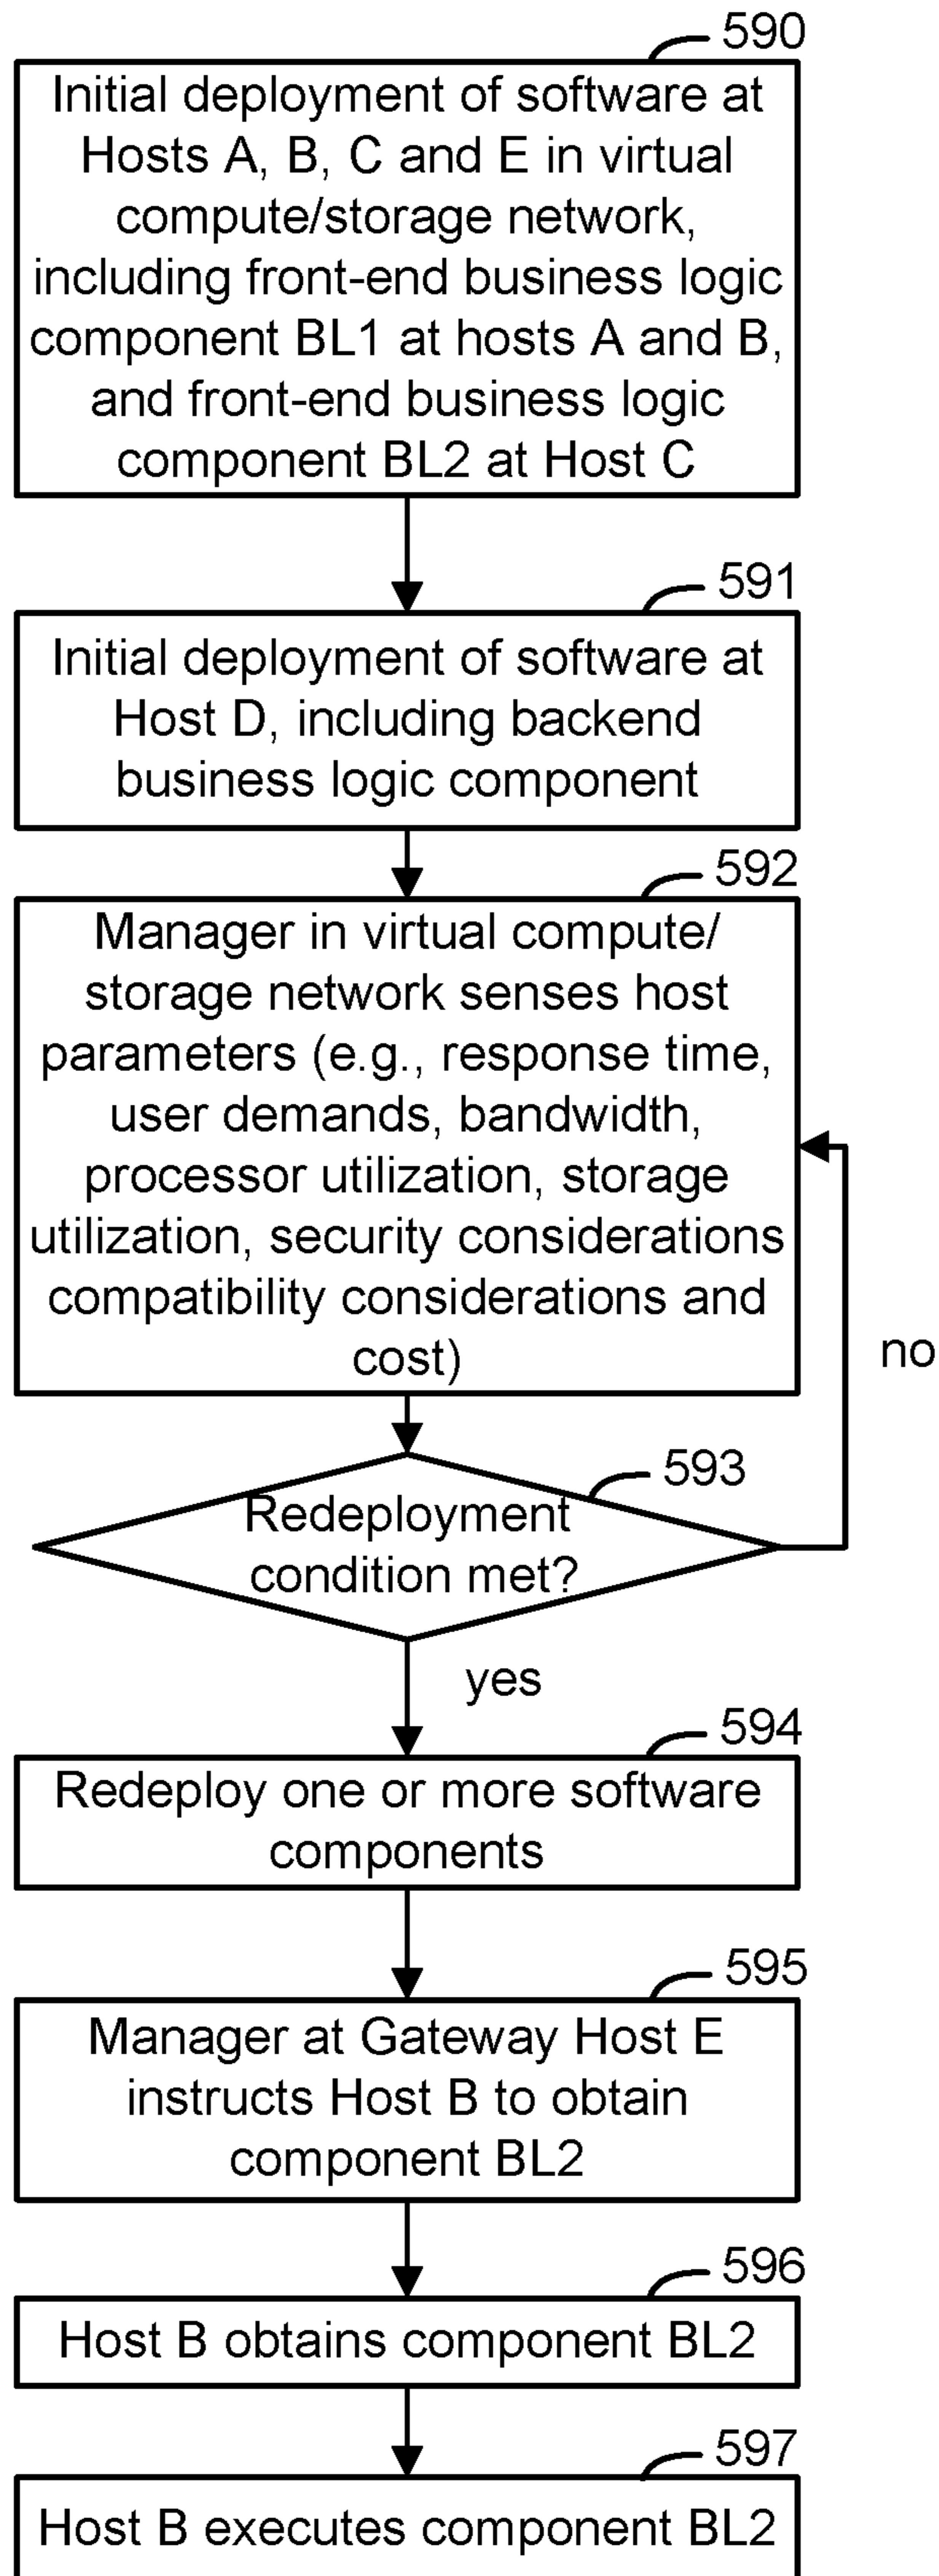 590
Initial deployment of software at
Hosts A, B, C and E in virtual
compute/storage network,
including front-end business logic
component BL1 at hosts A and B,
and front-end business logic
component BL2 at Host C
591
Initial deployment of software at
Host D, including backend
business logic component
592
Manager in virtual compute/
storage network senses host
parameters (e.g., response time,
user demands, bandwidth,
processor utilization, storage
utilization, security considerations
compatibility considerations and
cost)
no
593
Redeployment
condition met?
yes
594
Redeploy one or more software
components
595
Manager at Gateway Host E
instructs Host B to obtain
component BL2
596
Host B obtains component BL2
597
Host B executes component BL2